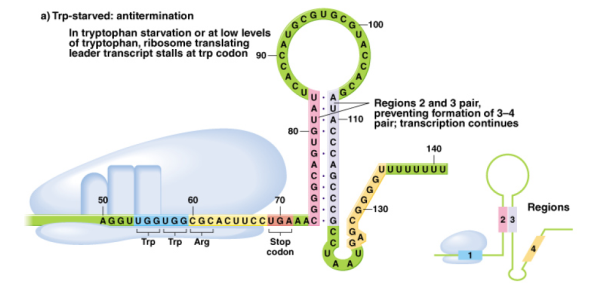 a) Trp-starved: antitermination
In tryptophan starvation or at low levels
of tryptophan, ribosome translating
leader transcript stalls at trp codon
90
100
Regions 2 and 3 pair,
preventing formation of 3–4
pair; transcription continues
110
80
140
UUUUUUUU
130
50 60 70
AGGUUGGUGGCGCACUUCCUGAAAC
Trp Trp Arg Stop
codon
Regions
1
2 3
4